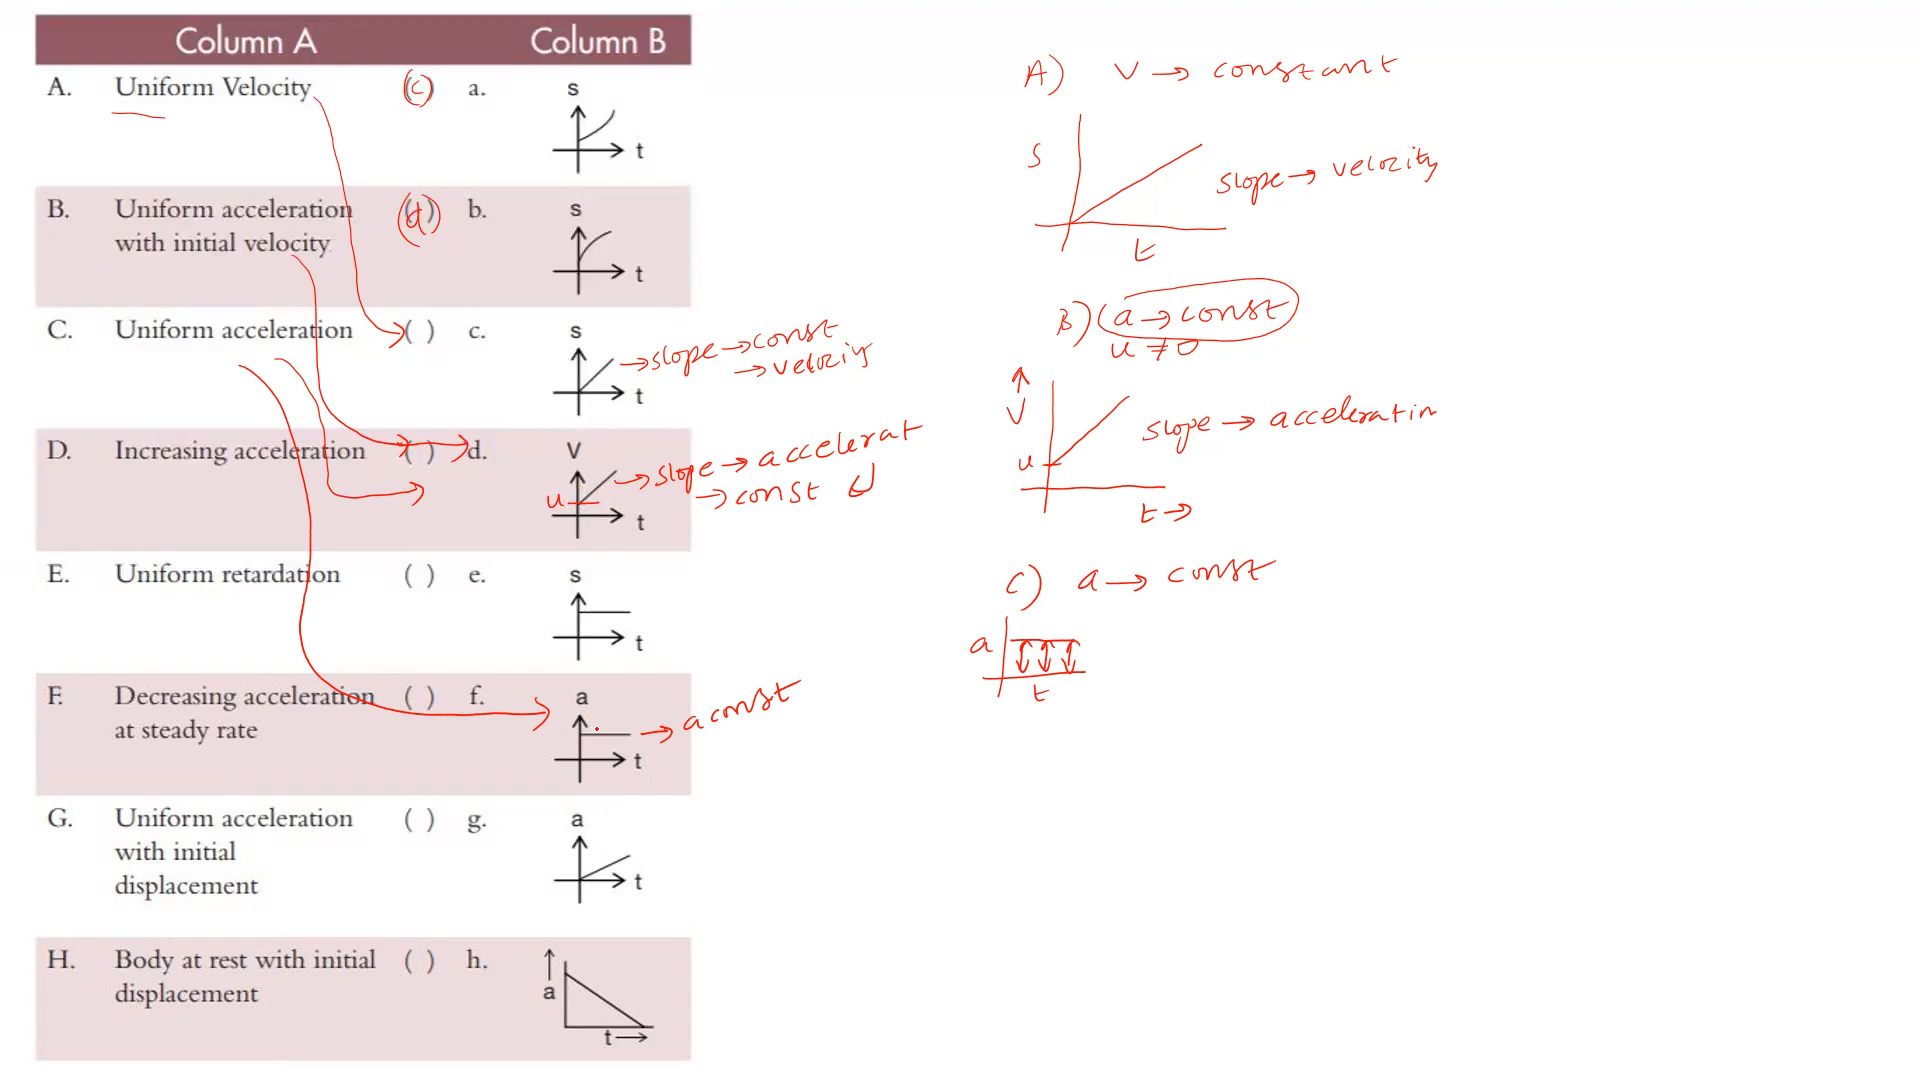 Column A Column B
A. Uniform Velocity (c) a. s
t
B. Uniform acceleration (d) b. s
with initial velocity
t
C. Uniform acceleration ( ) c. s
t
→ slope → const
→ velocity
D. Increasing acceleration ( ) d. V
u
t
→ slope → accelerat
→ const
E. Uniform retardation ( ) e. s
t
F. Decreasing acceleration ( ) f. a
at steady rate
t
→ a const
G. Uniform acceleration ( ) g. a
with initial
displacement
t
H. Body at rest with initial ( ) h.
displacement
a
t→
A) v → constant
s
slope → velocity
t
B) a → const
u ≠ 0
v
slope → acceleratin
u
t →
C) a → const
a
t